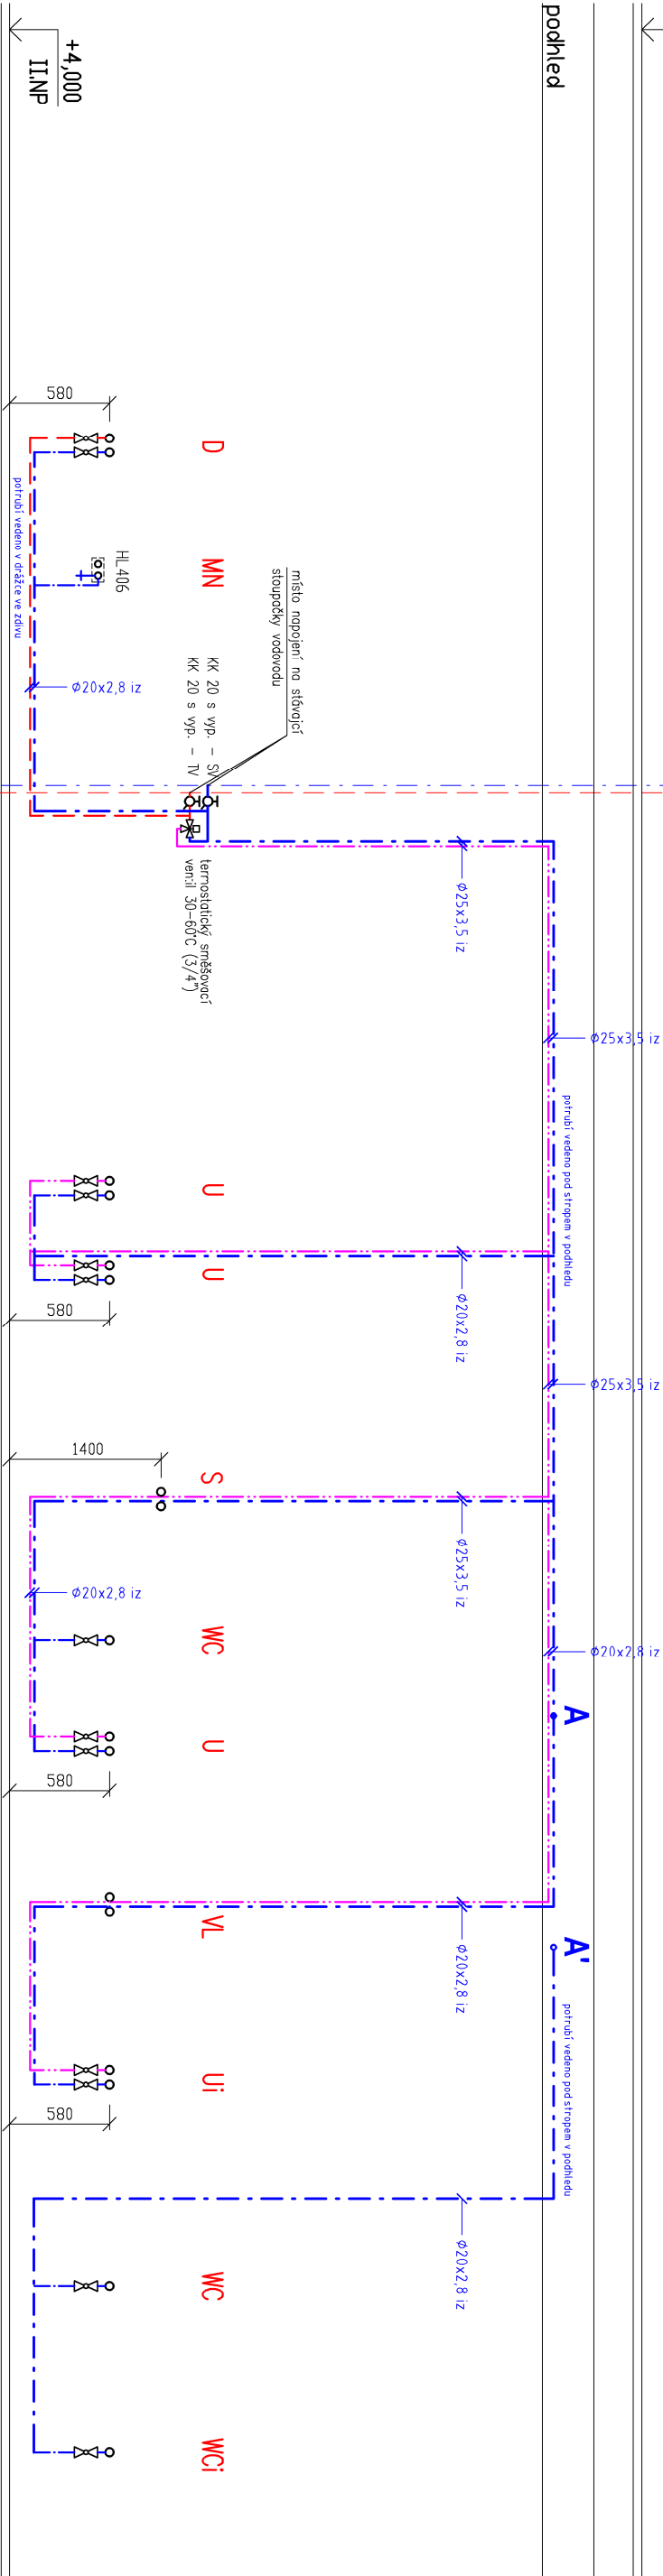 podhled
+4,000
II.NP
580
D
potrubí vedeno v drážce ve zdivu
MN
HL406
ϕ20x2,8 iz
místo napojení na stávající
stoupačky vodovodu
KK 20 s vyp. - SV
KK 20 s vyp. - TV
termostatický směšovací
ventil 30-60°C (3/4")
ϕ25x3,5 iz
ϕ25x3,5 iz
potrubí vedeno pod stropem v podhledu
U
U
580
ϕ20x2,8 iz
ϕ25x3,5 iz
1400
S
ϕ25x3,5 iz
ϕ20x2,8 iz
WC
ϕ20x2,8 iz
A
U
580
VL
ϕ20x2,8 iz
A'
potrubí vedeno pod stropem v podhledu
Ui
580
ϕ20x2,8 iz
WC
WCi